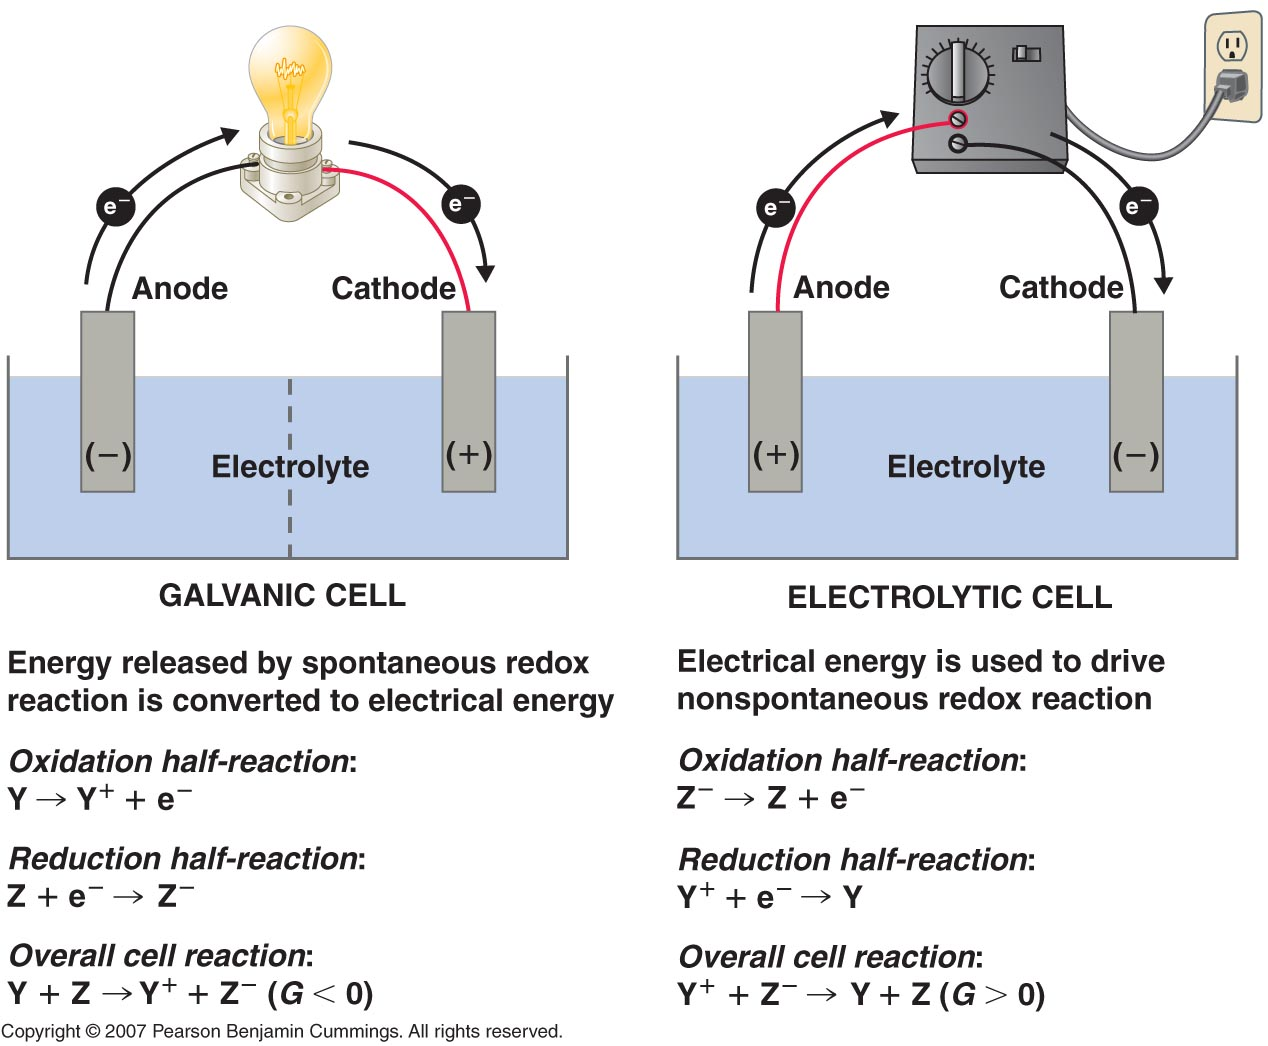 e⁻
e⁻
Anode
Cathode
(−)
Electrolyte
(+)
GALVANIC CELL
Energy released by spontaneous redox
reaction is converted to electrical energy
Oxidation half-reaction:
Y → Y⁺ + e⁻
Reduction half-reaction:
Z + e⁻ → Z⁻
Overall cell reaction:
Y + Z → Y⁺ + Z⁻ (G < 0)
e⁻
e⁻
Anode
Cathode
(+)
Electrolyte
(−)
ELECTROLYTIC CELL
Electrical energy is used to drive
nonspontaneous redox reaction
Oxidation half-reaction:
Z⁻ → Z + e⁻
Reduction half-reaction:
Y⁺ + e⁻ → Y
Overall cell reaction:
Y⁺ + Z⁻ → Y + Z (G > 0)
Copyright © 2007 Pearson Benjamin Cummings. All rights reserved.